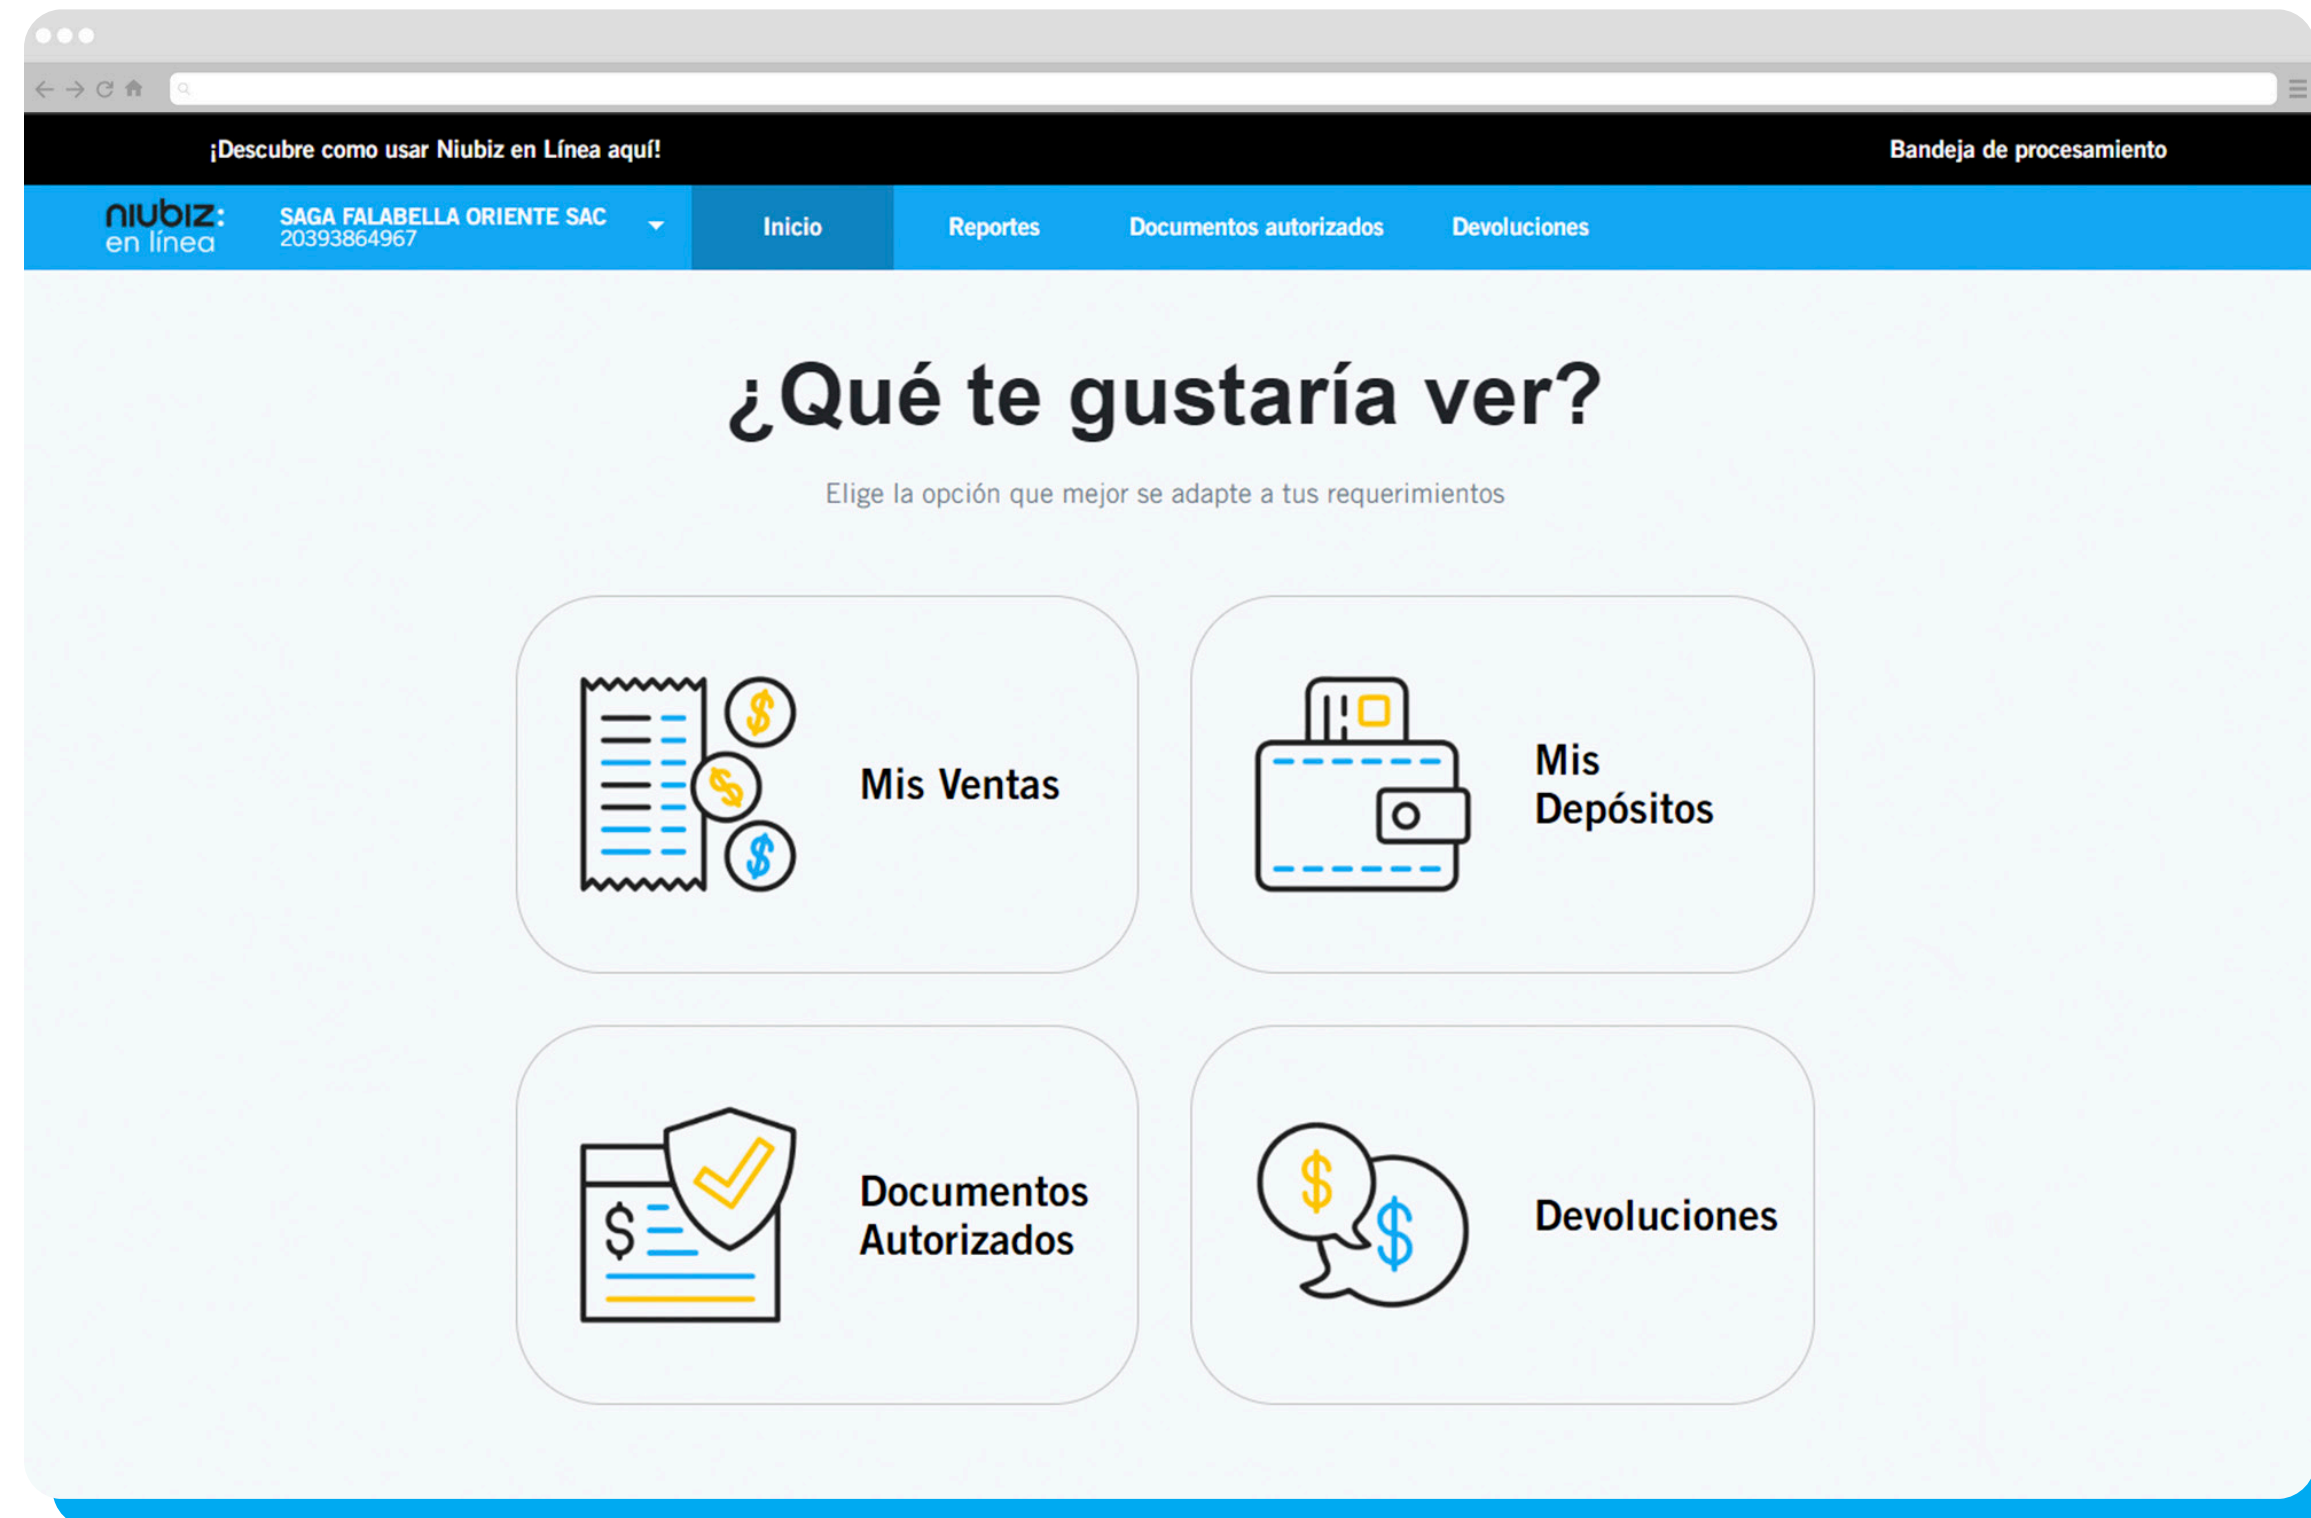 ¡Descubre como usar Niubiz en Línea aquí!
Bandeja de procesamiento
niubiz:
en línea
SAGA FALABELLA ORIENTE SAC
20393864967
Inicio
Reportes
Documentos autorizados
Devoluciones
¿Qué te gustaría ver?
Elige la opción que mejor se adapte a tus requerimientos
Mis Ventas
Mis
Depósitos
Documentos
Autorizados
Devoluciones